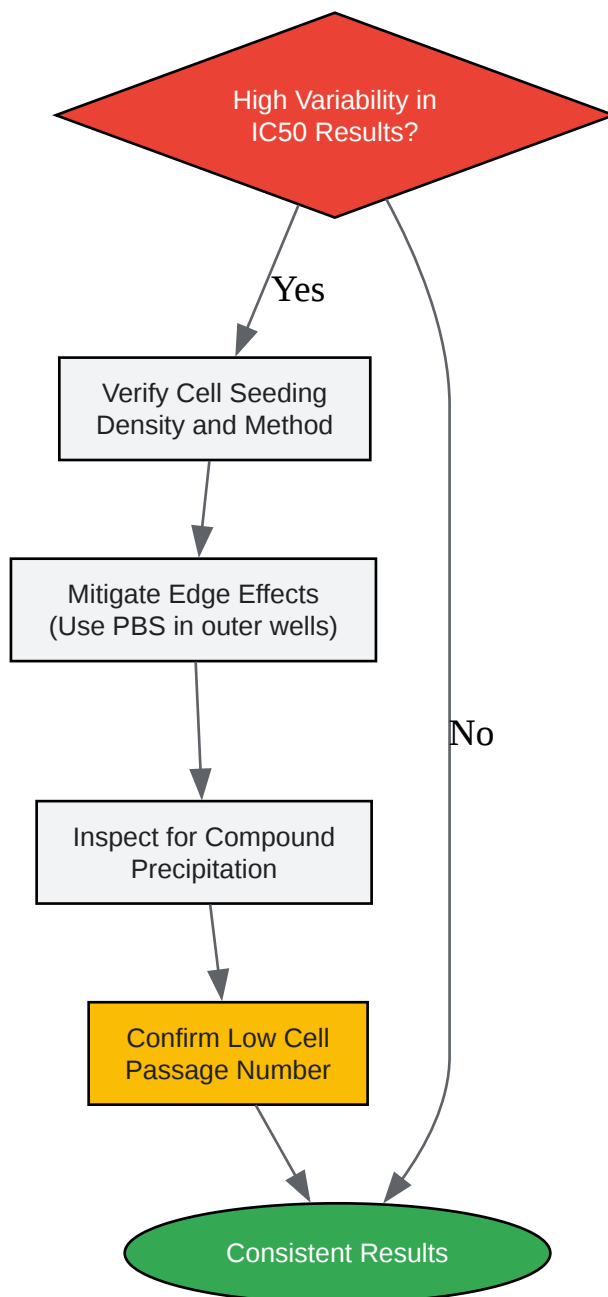 High Variability in
IC50 Results?
Yes
Verify Cell Seeding
Density and Method
Mitigate Edge Effects
(Use PBS in outer wells)
No
Inspect for Compound
Precipitation
Confirm Low Cell
Passage Number
Consistent Results